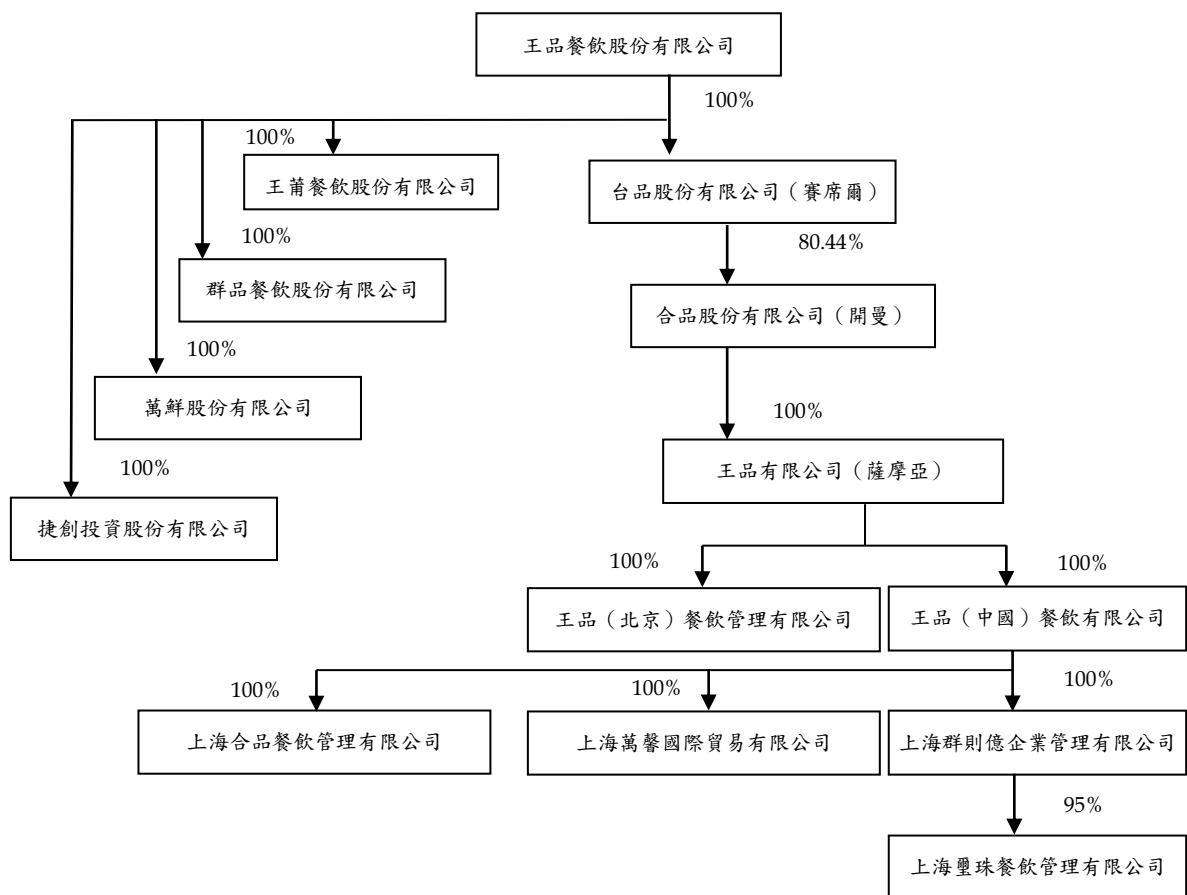 王品餐飲股份有限公司
100%
100%
王莆餐飲股份有限公司
台品股份有限公司（賽席爾）
100%
80.44%
群品餐飲股份有限公司
合品股份有限公司（開曼）
100%
萬鮮股份有限公司
100%
100%
王品有限公司（薩摩亞）
捷創投資股份有限公司
100%
100%
王品（北京）餐飲管理有限公司
王品（中國）餐飲有限公司
100%
100%
100%
上海合品餐飲管理有限公司
上海萬馨國際貿易有限公司
上海群則億企業管理有限公司
95%
上海璽珠餐飲管理有限公司